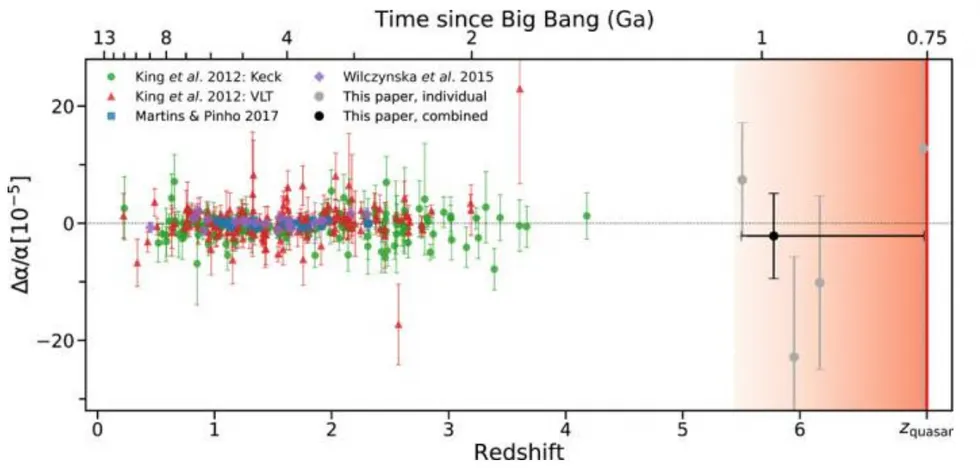 Time since Big Bang (Ga)
13 8 4 2 1 0.75
King et al. 2012: Keck
King et al. 2012: VLT
Martins & Pinho 2017
Wilczynska et al. 2015
This paper, individual
This paper, combined
20
0
−20
Δα/α[10⁻⁵]
0 1 2 3 4 5 6 zquasar
Redshift